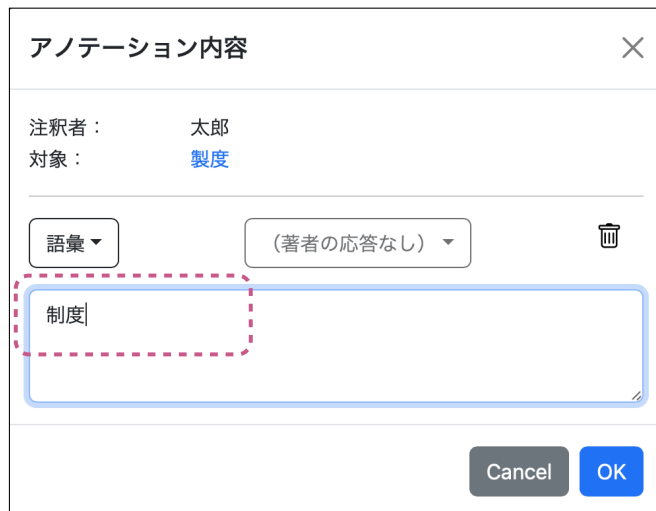 アノテーション内容
注釈者： 太郎
対象： 製度
語彙 （著者の応答なし）
制度
Cancel OK